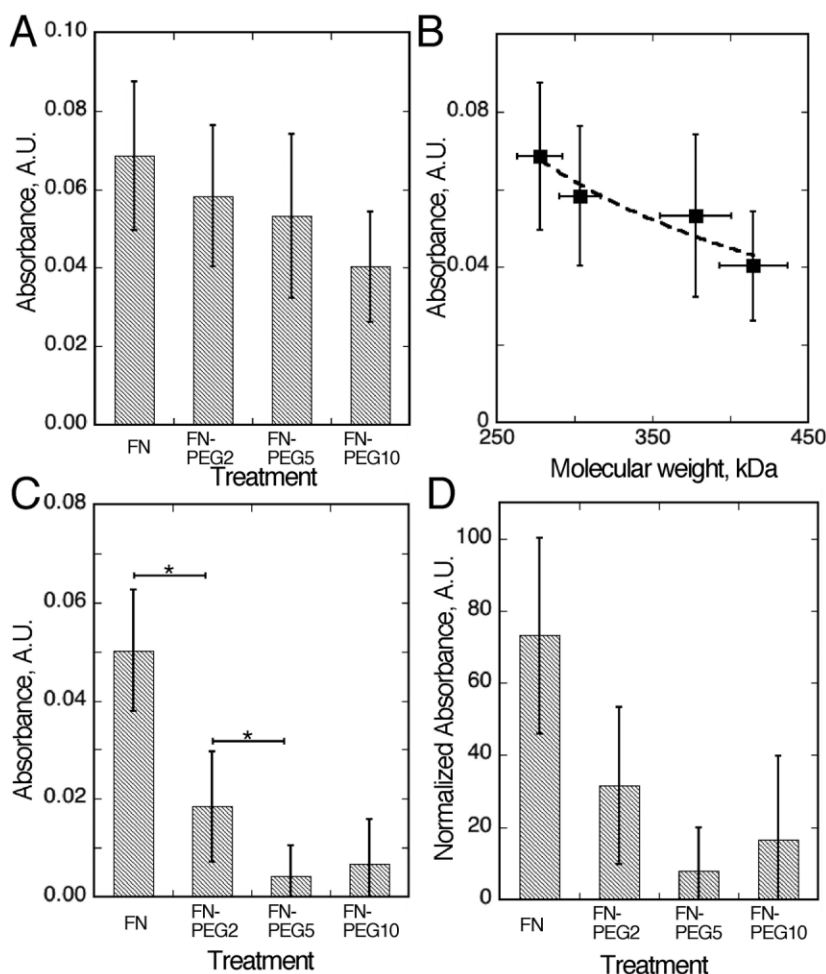 A
Absorbance, A.U.
0.10
0.08
0.06
0.04
0.02
0.00
FN
FN-
PEG2
FN-
PEG5
FN-
PEG10
Treatment
B
Absorbance, A.U.
0.08
0.04
0
250
350
450
Molecular weight, kDa
C
Absorbance, A.U.
0.08
0.06
0.04
0.02
0.00
*
*
FN
FN-
PEG2
FN-
PEG5
FN-
PEG10
Treatment
D
Normalized Absorbance, A.U.
100
80
60
40
20
0
FN
FN-
PEG2
FN-
PEG5
FN-
PEG10
Treatment